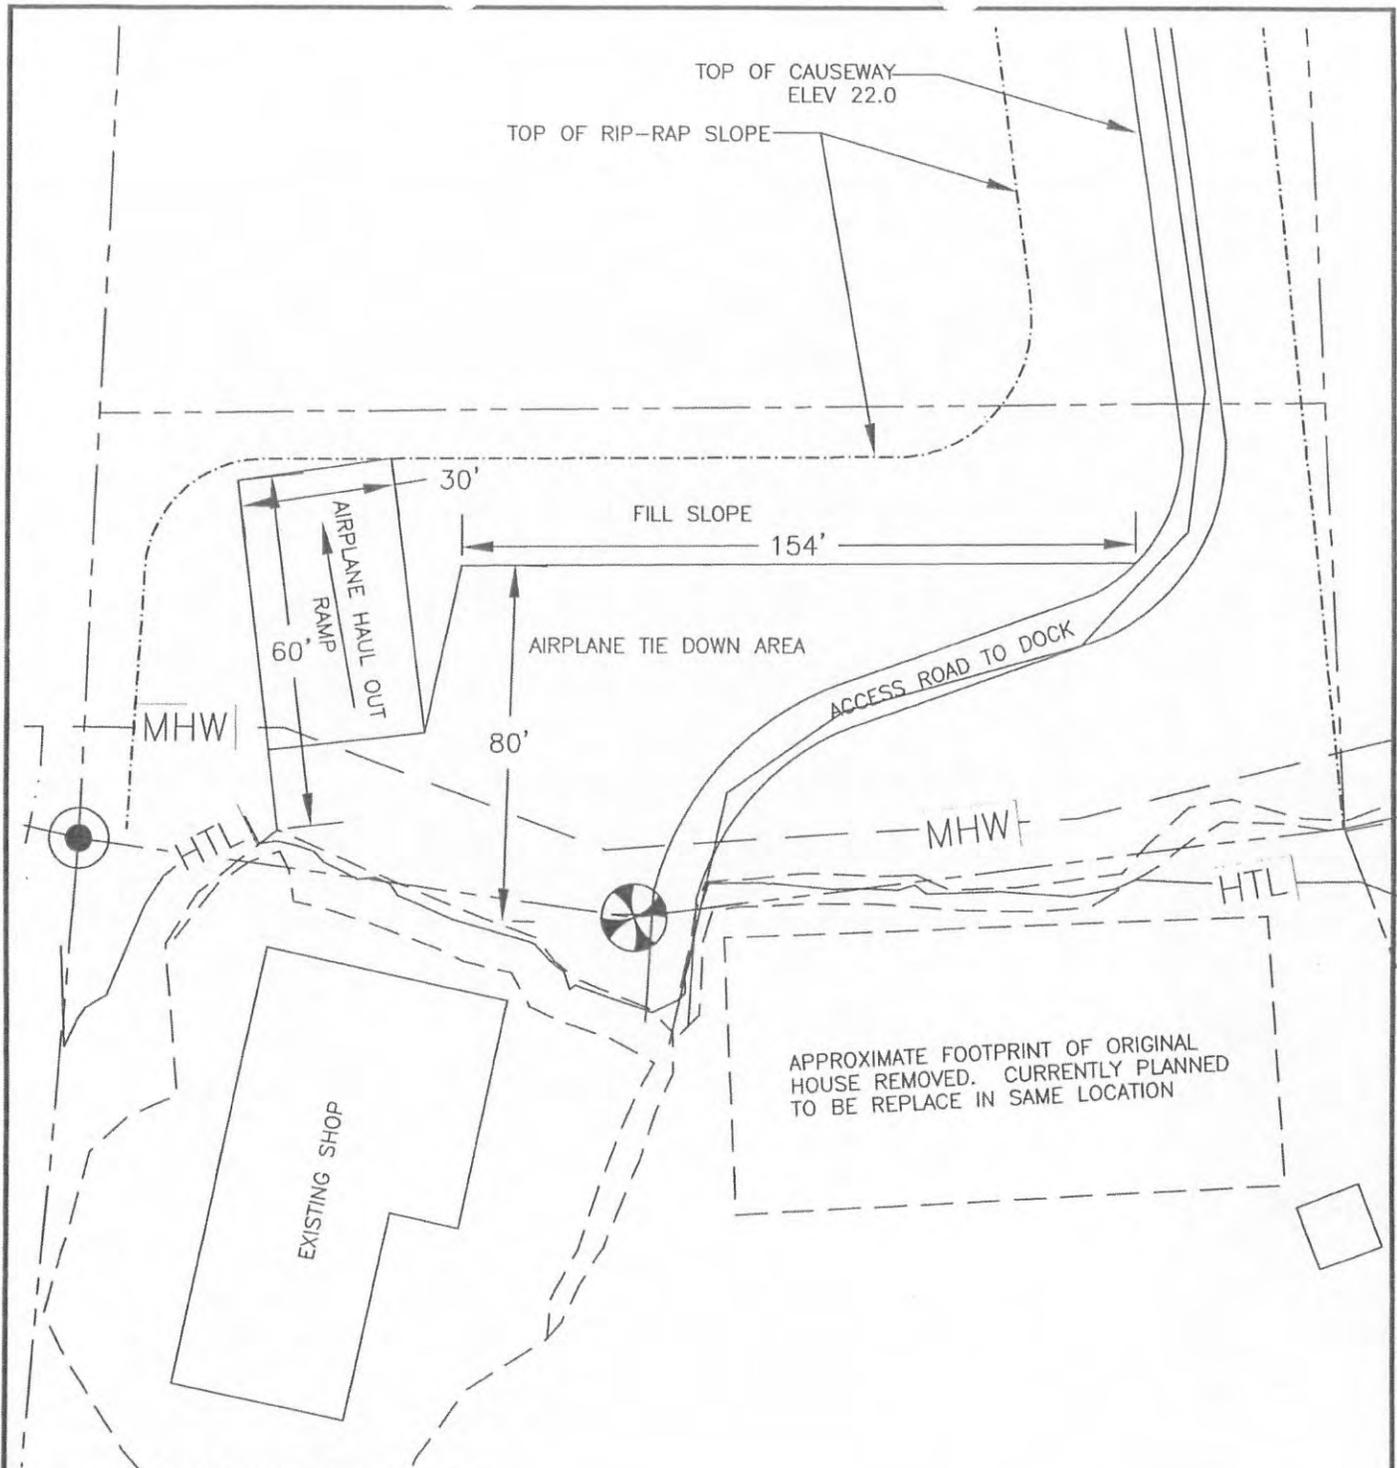 TOP OF CAUSEWAY
ELEV 22.0
TOP OF RIP-RAP SLOPE
30'
FILL SLOPE
154'
AIRPLANE HAUL OUT
RAMP
60'
AIRPLANE TIE DOWN AREA
ACCESS ROAD TO DOCK
MHW
80'
HTL
MHW
HTL
APPROXIMATE FOOTPRINT OF ORIGINAL
HOUSE REMOVED. CURRENTLY PLANNED
TO BE REPLACE IN SAME LOCATION
EXISTING SHOP